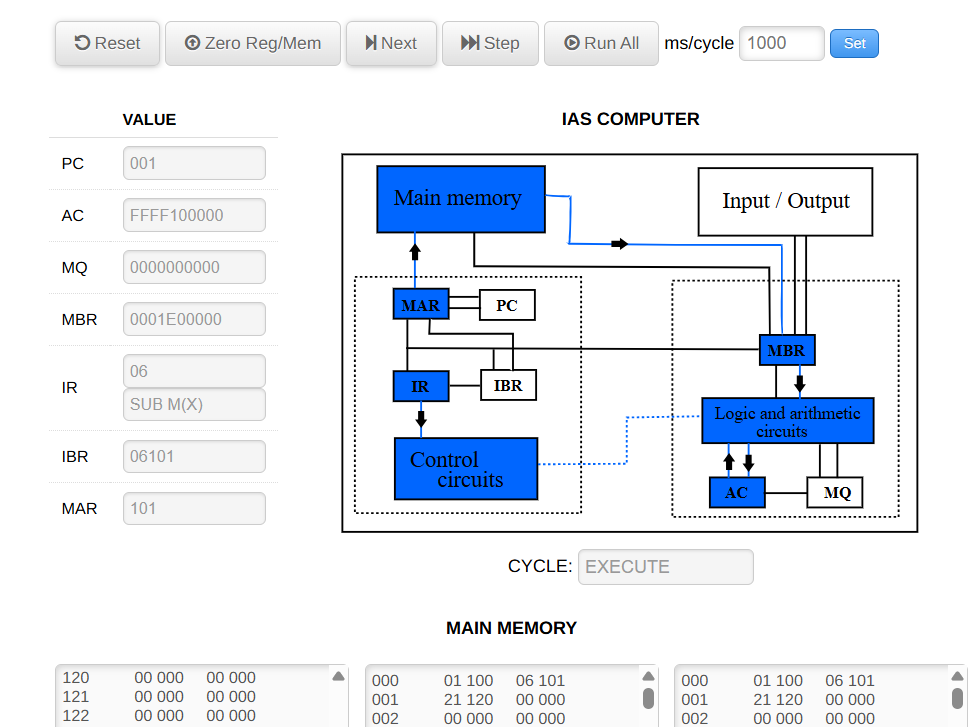 Reset Zero Reg/Mem Next Step Run All ms/cycle 1000 Set
VALUE
PC 001
AC FFFF100000
MQ 0000000000
MBR 0001E00000
IR 06
SUB M(X)
IBR 06101
MAR 101
IAS COMPUTER
Main memory
Input / Output
MAR PC
MBR
IR IBR
Logic and arithmetic
circuits
Control
circuits
AC MQ
CYCLE: EXECUTE
MAIN MEMORY
120 00 000 00 000
121 00 000 00 000
122 00 000 00 000
000 01 100 06 101
001 21 120 00 000
002 00 000 00 000
000 01 100 06 101
001 21 120 00 000
002 00 000 00 000